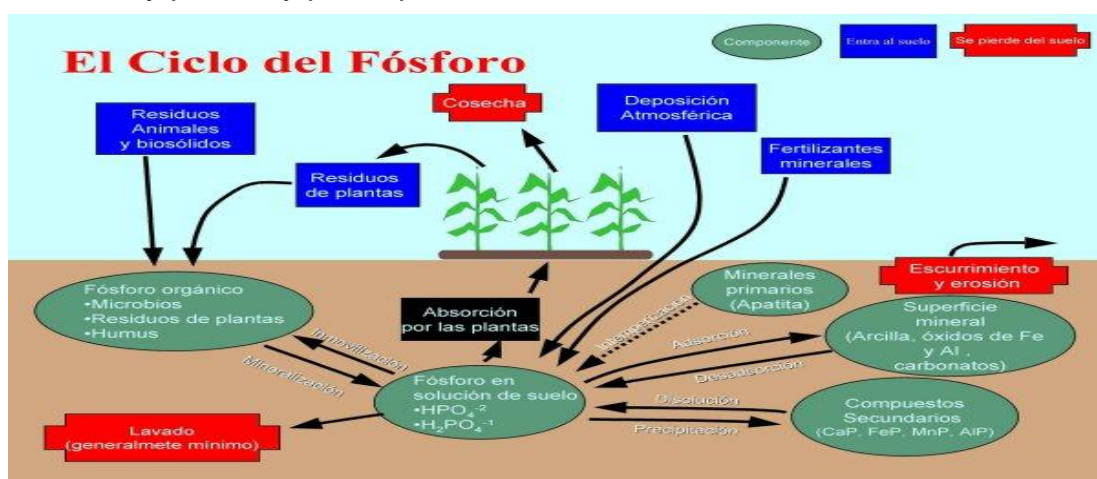 El Ciclo del Fósforo
Componente
Entra al suelo
Se pierde del suelo
Residuos
Animales
y biosólidos
Residuos
de plantas
Cosecha
Deposición
Atmosférica
Fertilizantes
minerales
Fósforo orgánico
•Microbios
•Residuos de plantas
•Humus
Absorción
por las plantas
Minerales
primarios
(Apatita)
Escurrimiento
y erosión
Superficie
mineral
(Arcilla, óxidos de Fe
y Al ,
carbonatos)
Inmovilización
Mineralización
Adsorción
Fósforo en
solución de suelo
•HPO₄⁻²
•H₂PO₄⁻¹
Disolución
Precipitación
Compuestos
Secundarios
(CaP, FeP, MnP, AlP)
Lavado
(generalmete mínimo)